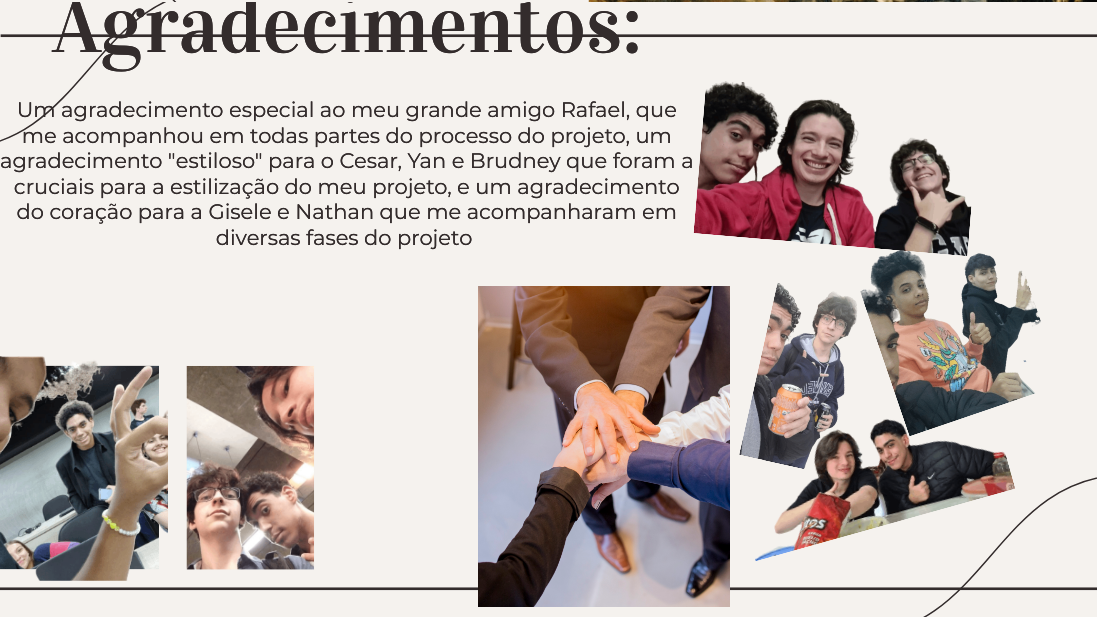 Agradecimentos:
Um agradecimento especial ao meu grande amigo Rafael, que
me acompanhou em todas partes do processo do projeto, um
agradecimento "estiloso" para o Cesar, Yan e Brudney que foram a
cruciais para a estilização do meu projeto, e um agradecimento
do coração para a Gisele e Nathan que me acompanharam em
diversas fases do projeto